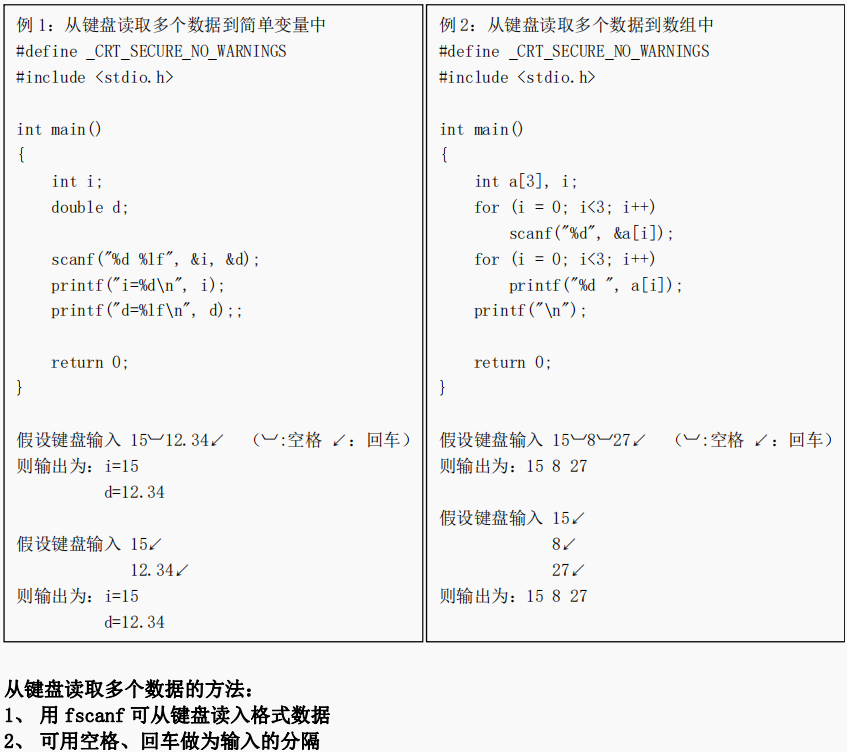 例 1: 从键盘读取多个数据到简单变量中
#define _CRT_SECURE_NO_WARNINGS
#include <stdio.h>
int main()
{
    int i;
    double d;
    scanf("%d %lf", &i, &d);
    printf("i=%d\n", i);
    printf("d=%lf\n", d);;
    return 0;
}
假设键盘输入 15︺12.34↙ （︺:空格 ↙: 回车）
则输出为: i=15
d=12.34
假设键盘输入 15↙
12.34↙
则输出为: i=15
d=12.34
例 2: 从键盘读取多个数据到数组中
#define _CRT_SECURE_NO_WARNINGS
#include <stdio.h>
int main()
{
    int a[3], i;
    for (i = 0; i<3; i++)
        scanf("%d", &a[i]);
    for (i = 0; i<3; i++)
        printf("%d ", a[i]);
    printf("\n");
    return 0;
}
假设键盘输入 15︺8︺27↙ （︺:空格 ↙: 回车）
则输出为: 15 8 27
假设键盘输入 15↙
8↙
27↙
则输出为: 15 8 27
从键盘读取多个数据的方法:
1、 用 fscanf 可从键盘读入格式数据
2、 可用空格、回车做为输入的分隔